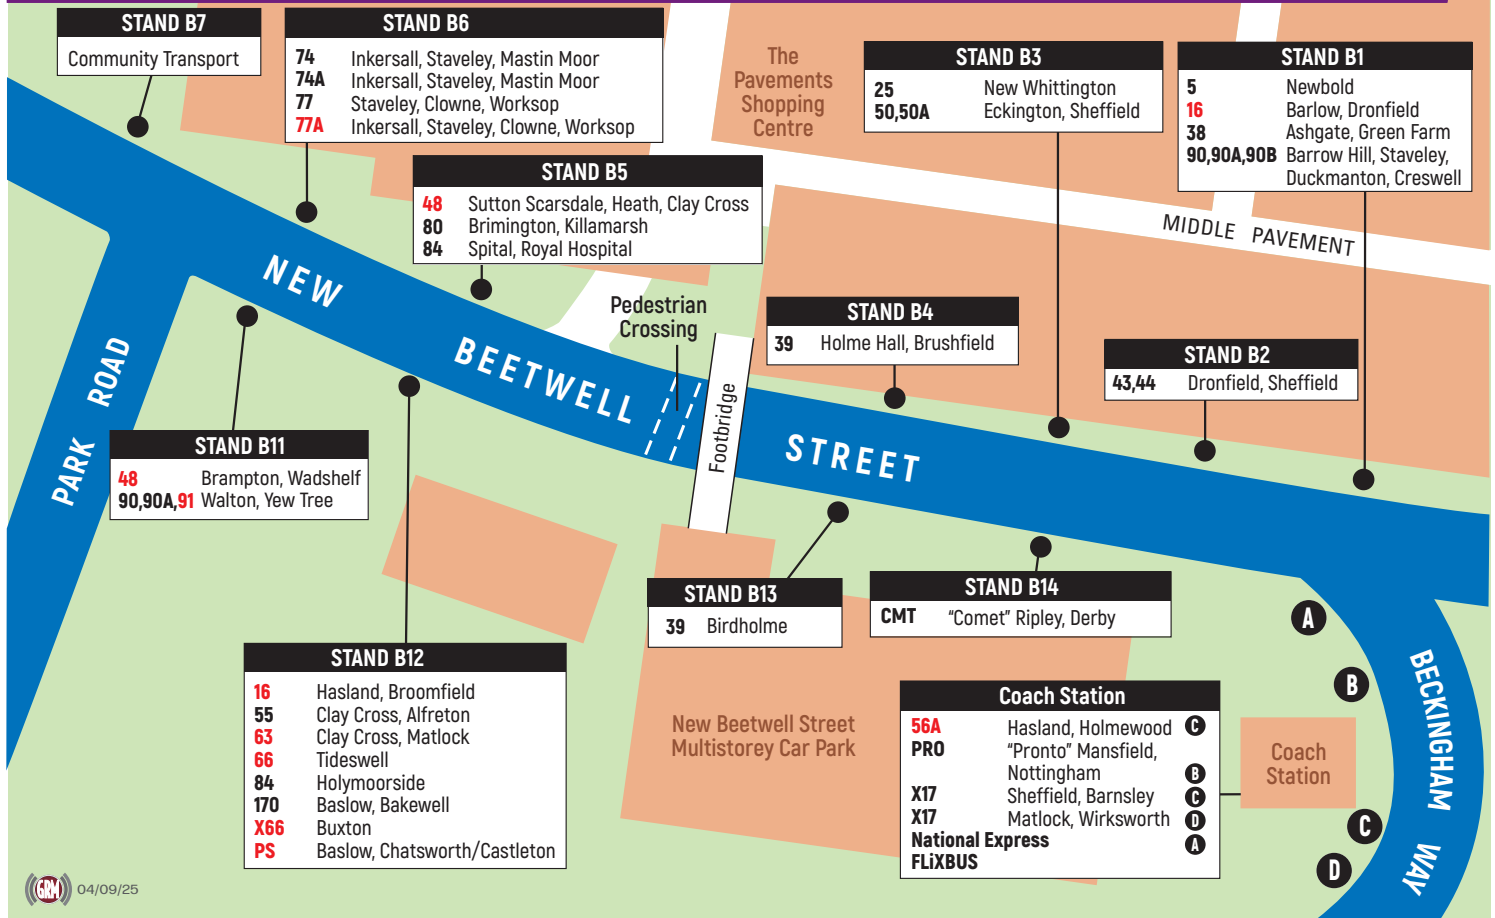 STAND B7
Community Transport
STAND B6
74 Inkersall, Staveley, Mastin Moor
74A Inkersall, Staveley, Mastin Moor
77 Staveley, Clowne, Worksop
77A Inkersall, Staveley, Clowne, Worksop
The
Pavements
Shopping
Centre
STAND B3
25 New Whittington
50,50A Eckington, Sheffield
STAND B1
5 Newbold
16 Barlow, Dronfield
38 Ashgate, Green Farm
90,90A,90B Barrow Hill, Staveley,
Duckmanton, Creswell
STAND B5
48 Sutton Scarsdale, Heath, Clay Cross
80 Brimington, Killamarsh
84 Spital, Royal Hospital
MIDDLE PAVEMENT
NEW BEETWELL STREET
Pedestrian
Crossing
Footbridge
STAND B4
39 Holme Hall, Brushfield
STAND B2
43,44 Dronfield, Sheffield
PARK ROAD
STAND B11
48 Brampton, Wadshelf
90,90A,91 Walton, Yew Tree
STAND B13
39 Birdholme
STAND B14
CMT "Comet" Ripley, Derby
STAND B12
16 Hasland, Broomfield
55 Clay Cross, Alfreton
63 Clay Cross, Matlock
66 Tideswell
84 Holymoorside
170 Baslow, Bakewell
X66 Buxton
PS Baslow, Chatsworth/Castleton
New Beetwell Street
Multistorey Car Park
Coach Station
56A Hasland, Holmewood C
PRO "Pronto" Mansfield,
Nottingham B
X17 Sheffield, Barnsley C
X17 Matlock, Wirksworth D
National Express A
FLiXBUS
Coach
Station
A
B
C
D
BECKINGHAM WAY
GRM 04/09/25